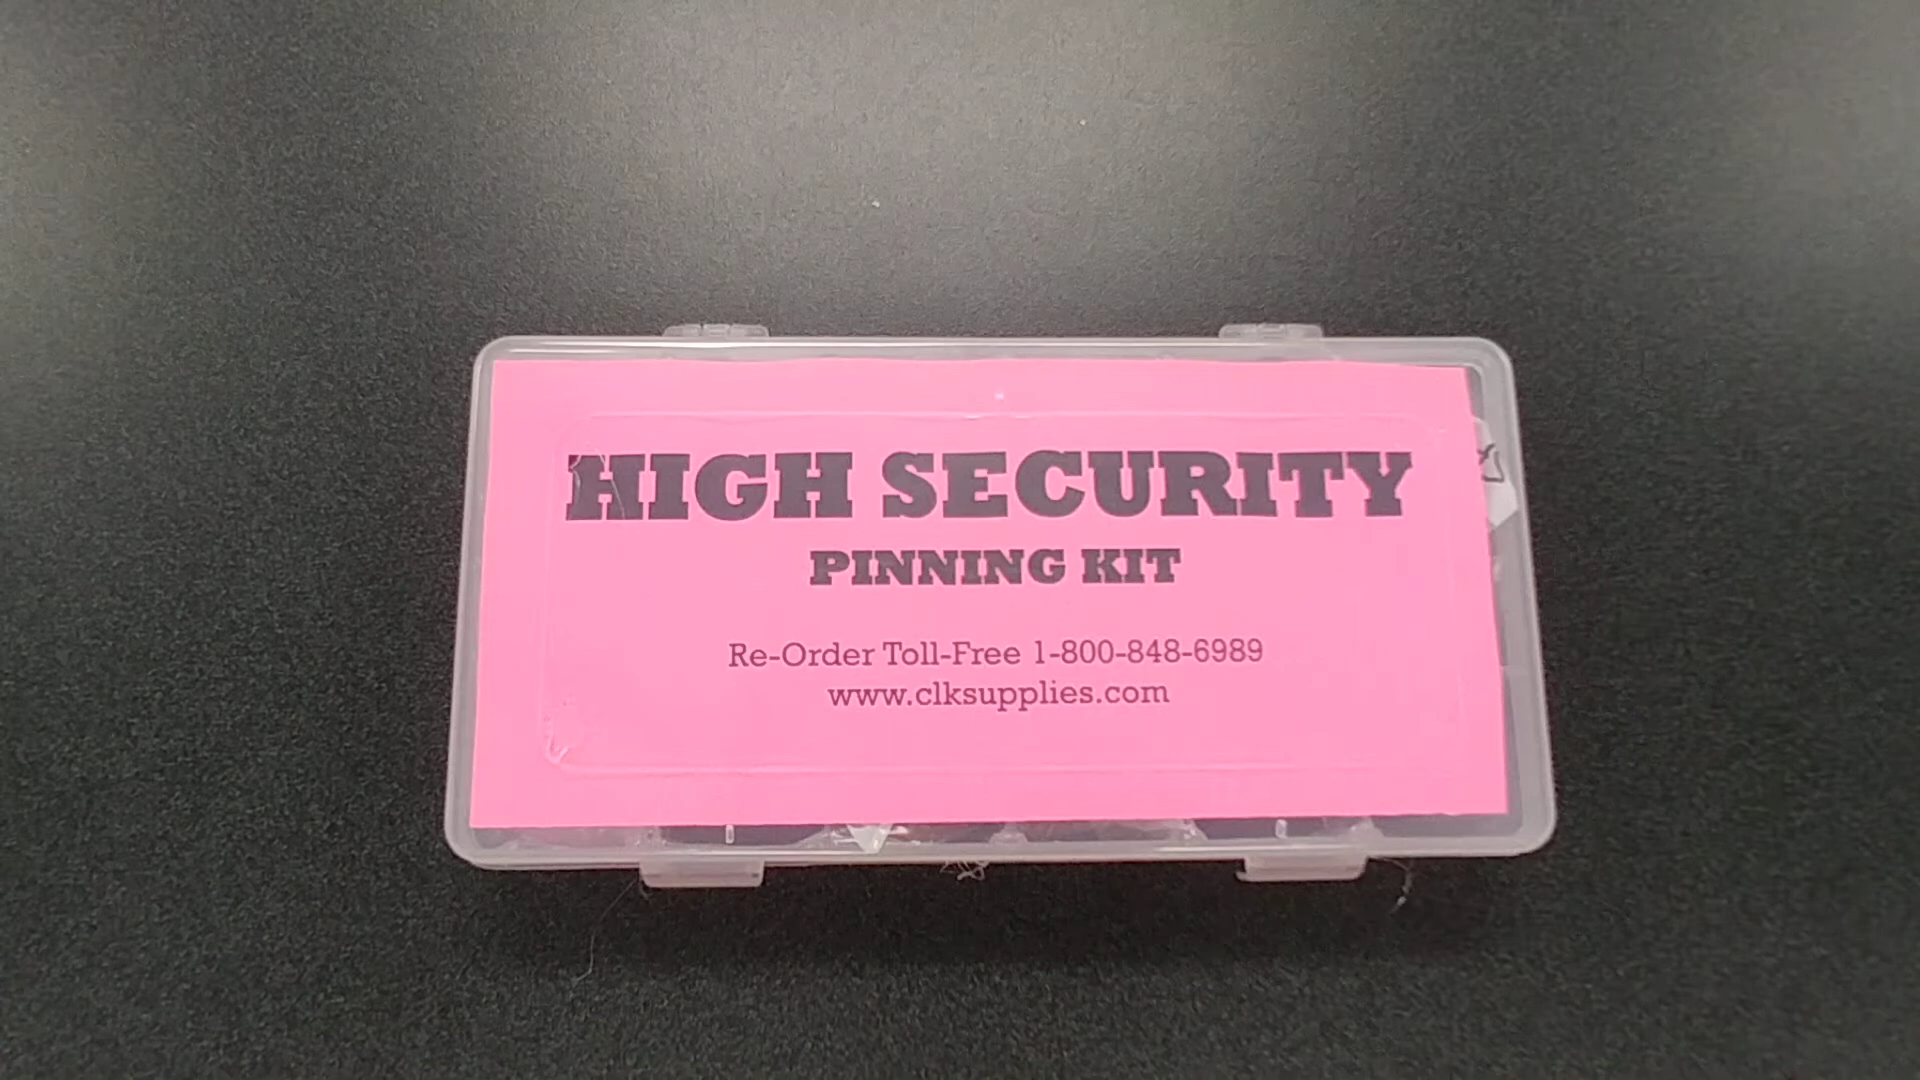 HIGH SECURITY
PINNING KIT
Re-Order Toll-Free 1-800-848-6989
www.clksupplies.com